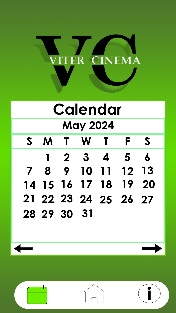 VC
VITER CINEMA
Calendar
May 2024
S M T W T F S
1 2 3 4 5 6
7 8 9 10 11 12 13
14 15 16 17 18 19 20
21 22 23 24 25 26 27
28 29 30 31
i